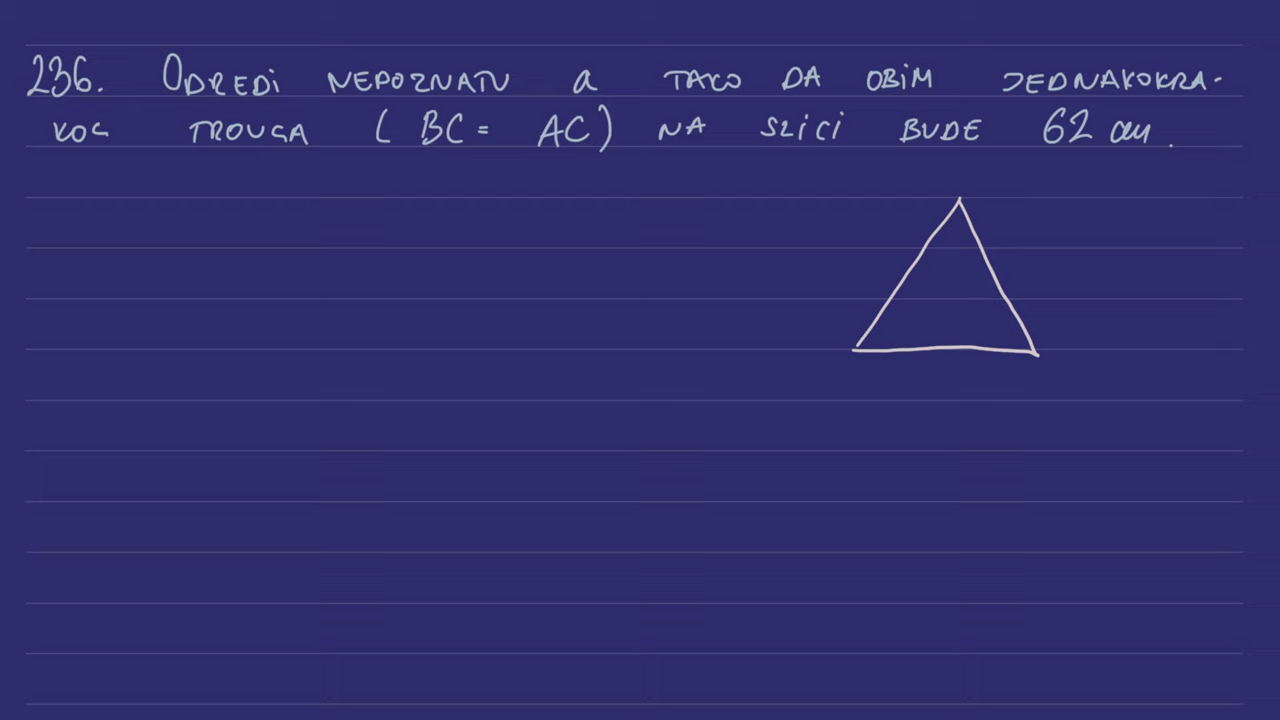 236. ODREDI NEPOZNATU a TAKO DA OBIM JEDNAKOKRA-
KOG TROUGA ( BC = AC) NA SLICI BUDE 62 cm.